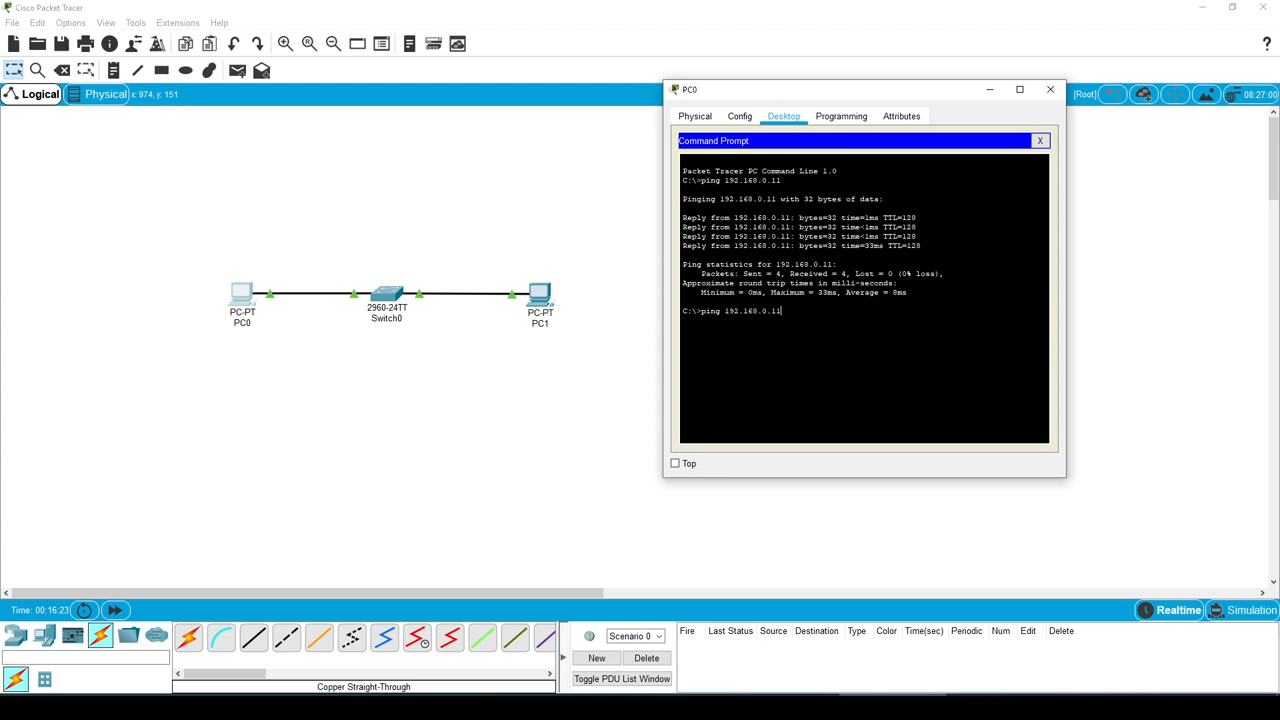 Cisco Packet Tracer
File Edit Options View Tools Extensions Help
Logical Physical x: 974, y: 151
[Root] 08:27:00
PC0
Physical Config Desktop Programming Attributes
Command Prompt X
Packet Tracer PC Command Line 1.0
C:\>ping 192.168.0.11
Pinging 192.168.0.11 with 32 bytes of data:
Reply from 192.168.0.11: bytes=32 time=1ms TTL=128
Reply from 192.168.0.11: bytes=32 time<1ms TTL=128
Reply from 192.168.0.11: bytes=32 time<1ms TTL=128
Reply from 192.168.0.11: bytes=32 time=33ms TTL=128
Ping statistics for 192.168.0.11:
Packets: Sent = 4, Received = 4, Lost = 0 (0% loss),
Approximate round trip times in milli-seconds:
Minimum = 0ms, Maximum = 33ms, Average = 8ms
C:\>ping 192.168.0.11
Top
PC-PT
PC0
2960-24TT
Switch0
PC-PT
PC1
Time: 00:16:23
Realtime Simulation
Scenario 0
New Delete
Toggle PDU List Window
Fire Last Status Source Destination Type Color Time(sec) Periodic Num Edit Delete
Copper Straight-Through